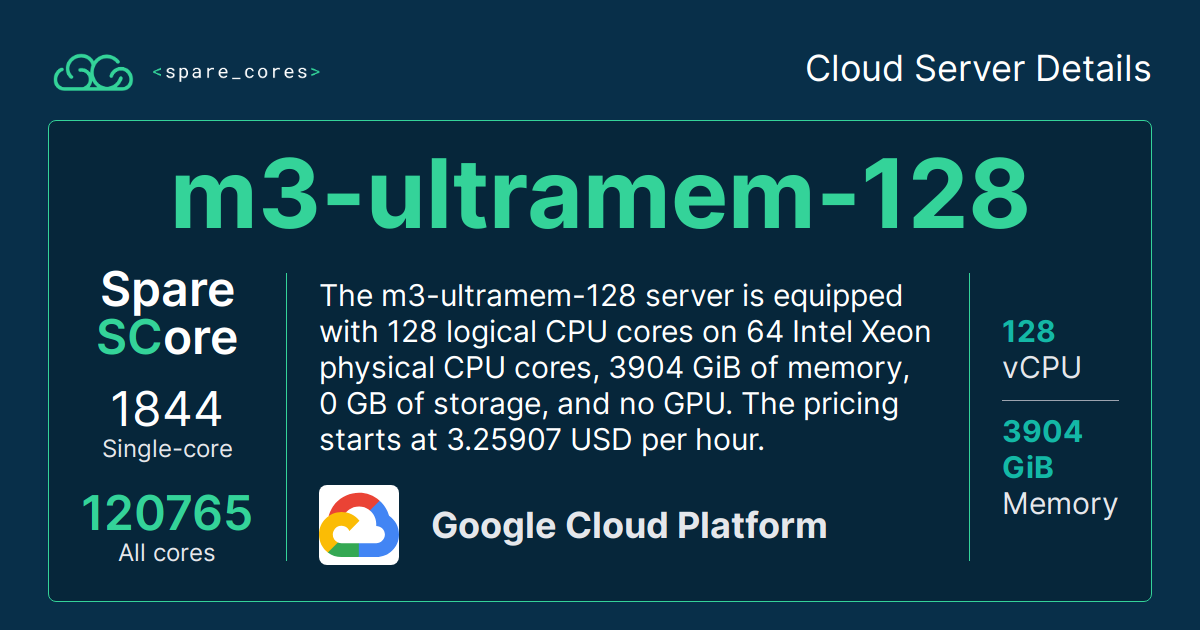 <spare_cores>
Cloud Server Details
m3-ultramem-128
Spare
SCore
1844
Single-core
120765
All cores
The m3-ultramem-128 server is equipped
with 128 logical CPU cores on 64 Intel Xeon
physical CPU cores, 3904 GiB of memory,
0 GB of storage, and no GPU. The pricing
starts at 3.25907 USD per hour.
Google Cloud Platform
128
vCPU
3904
GiB
Memory